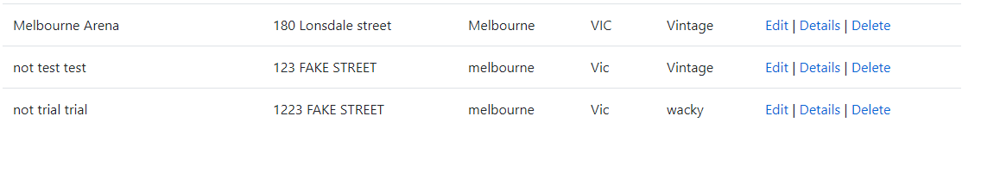 Melbourne Arena 180 Lonsdale street Melbourne VIC Vintage Edit | Details | Delete
not test test 123 FAKE STREET melbourne Vic Vintage Edit | Details | Delete
not trial trial 1223 FAKE STREET melbourne Vic wacky Edit | Details | Delete